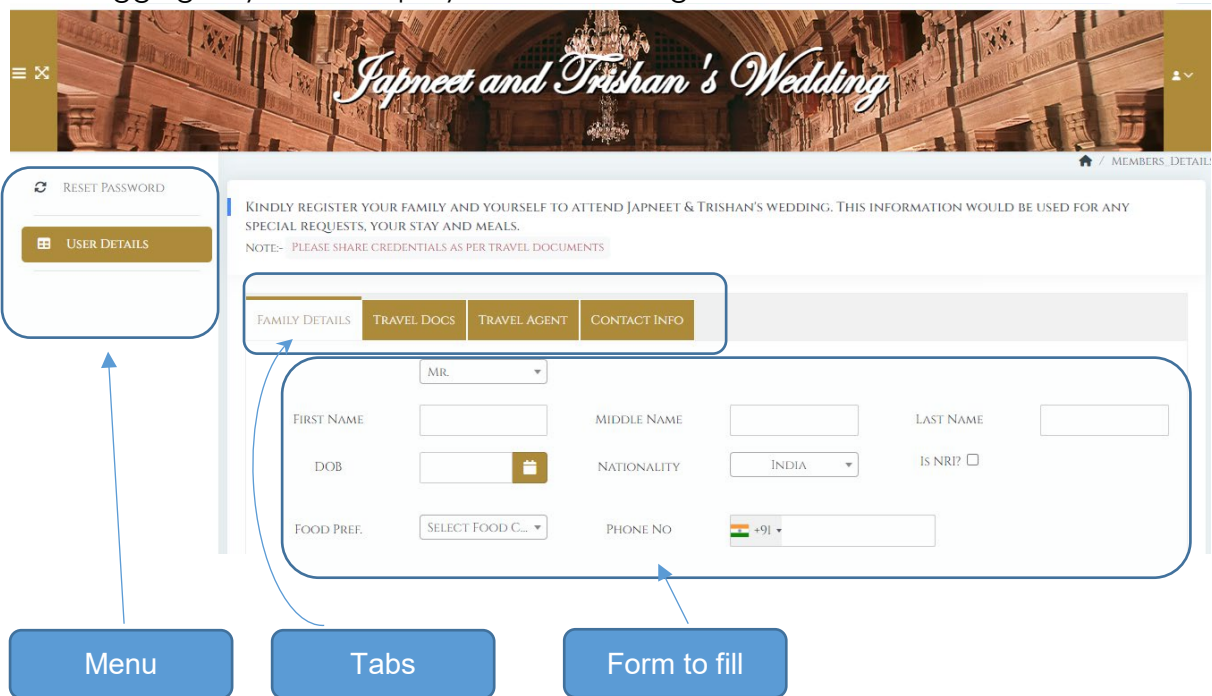 Japneet and Trishan 's Wedding
/ Members_Details
Reset Password
User Details
Kindly register your family and yourself to attend Japneet & Trishan's wedding. This information would be used for any
special requests, your stay and meals.
Note:- Please share credentials as per travel documents
Family Details Travel Docs Travel Agent Contact Info
Mr.
First Name Middle Name Last Name
DOB Nationality India Is NRI?
Food Pref. Select Food C... Phone No +91
Menu Tabs Form to fill